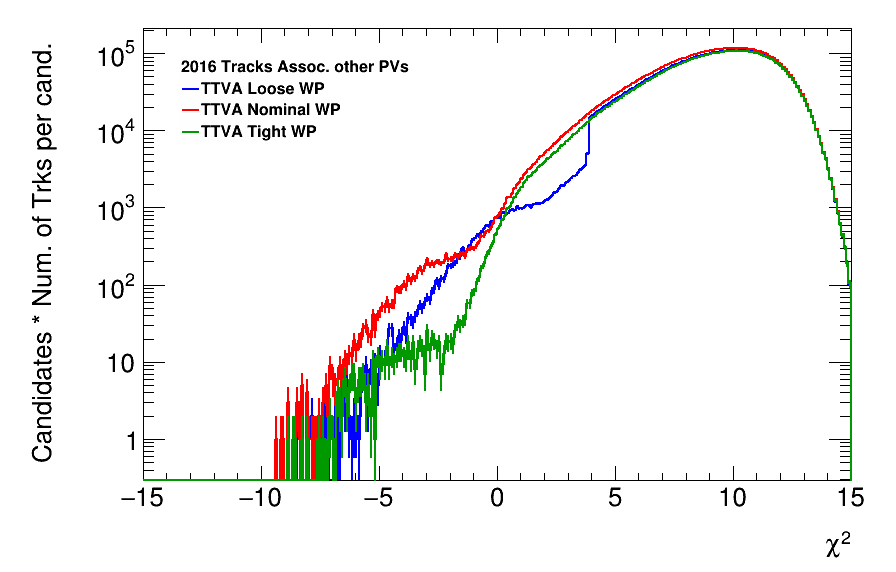 10⁵
10⁴
10³
10²
10
1
Candidates * Num. of Trks per cand.
2016 Tracks Assoc. other PVs
TTVA Loose WP
TTVA Nominal WP
TTVA Tight WP
−15 −10 −5 0 5 10 15
χ²